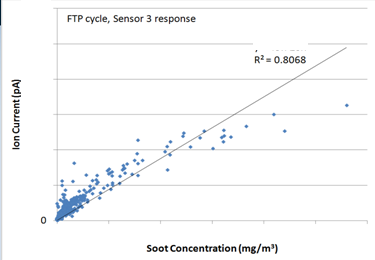 FTP cycle, Sensor 3 response
R² = 0.8068
Ion Current (pA)
0
Soot Concentration (mg/m³)